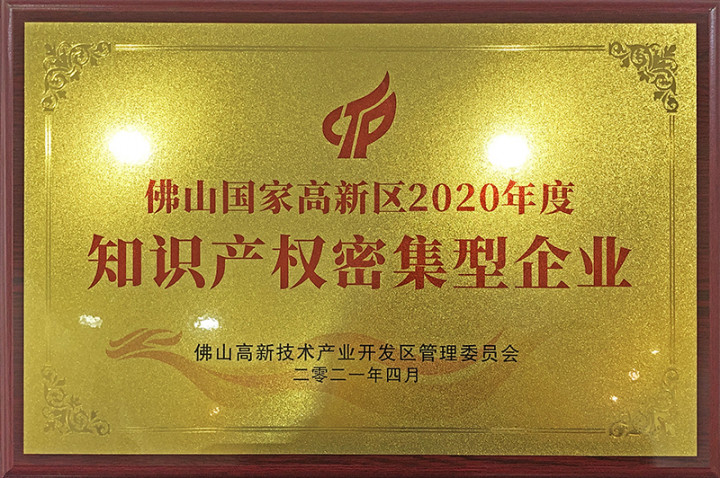 佛山国家高新区2020年度
知识产权密集型企业
佛山高新技术产业开发区管理委员会
二零二一年四月